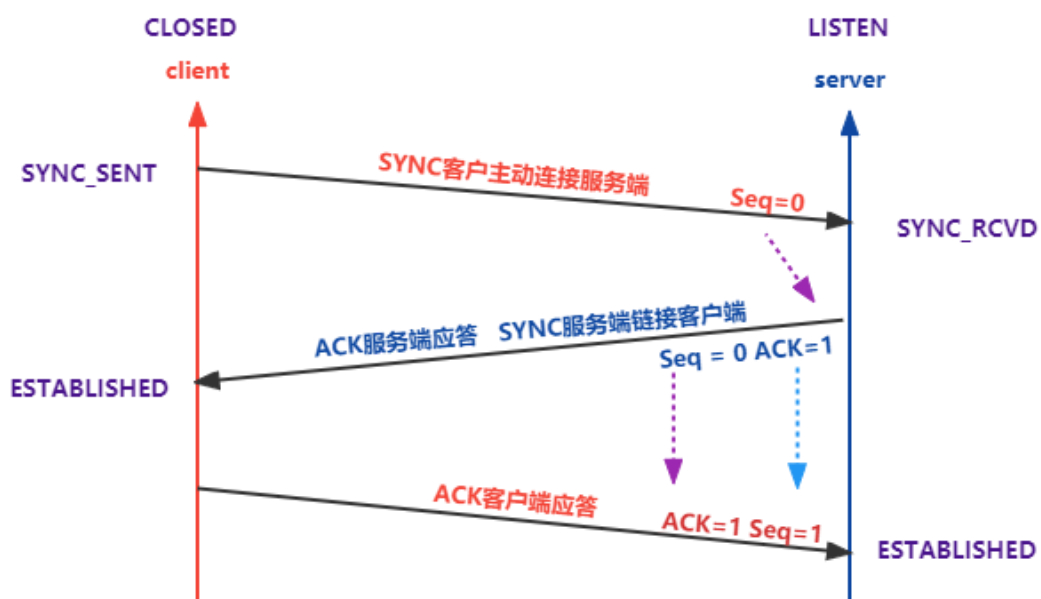 CLOSED
LISTEN
client
server
SYNC_SENT
SYNC客户主动连接服务端
Seq=0
SYNC_RCVD
ACK服务端应答 SYNC服务端链接客户端
Seq = 0 ACK=1
ESTABLISHED
ACK客户端应答
ACK=1 Seq=1
ESTABLISHED